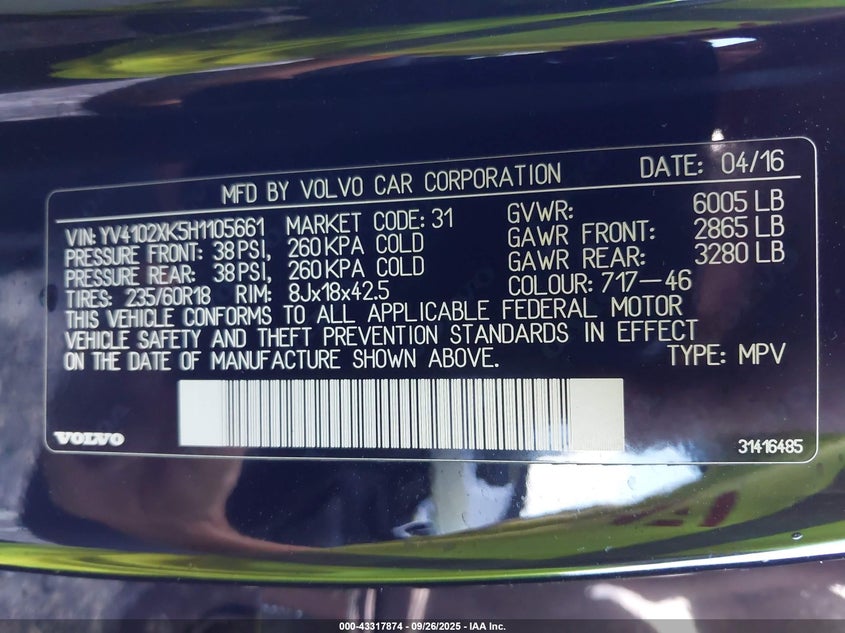 MFD BY VOLVO CAR CORPORATION DATE: 04/16
VIN: YV4102XK5H1105661 MARKET CODE: 31 GVWR: 6005 LB
PRESSURE FRONT: 38 PSI, 260 KPA COLD GAWR FRONT: 2865 LB
PRESSURE REAR: 38 PSI, 260 KPA COLD GAWR REAR: 3280 LB
TIRES: 235/60R18 RIM: 8Jx18x42.5 COLOUR: 717-46
THIS VEHICLE CONFORMS TO ALL APPLICABLE FEDERAL MOTOR
VEHICLE SAFETY AND THEFT PREVENTION STANDARDS IN EFFECT
ON THE DATE OF MANUFACTURE SHOWN ABOVE. TYPE: MPV
VOLVO 31416485
000-43317874 - 09/26/2025 - IAA Inc.